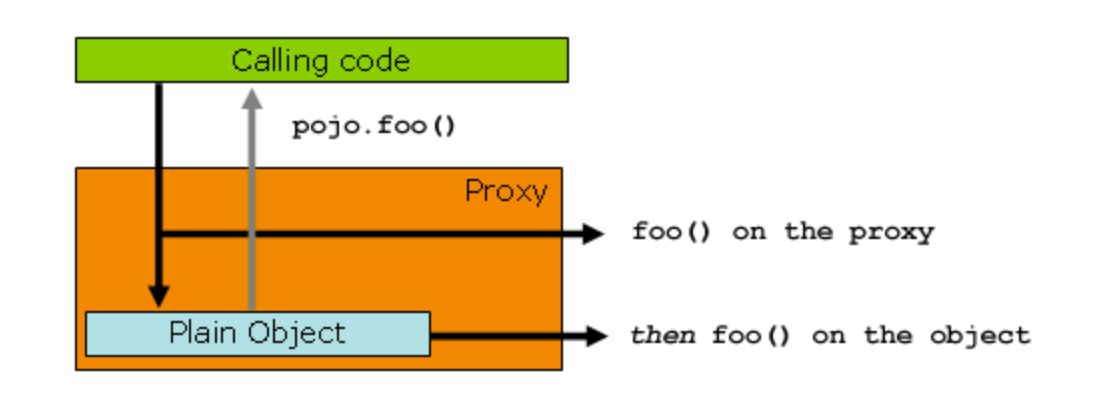 Calling code
pojo.foo()
Proxy
foo() on the proxy
Plain Object
then foo() on the object